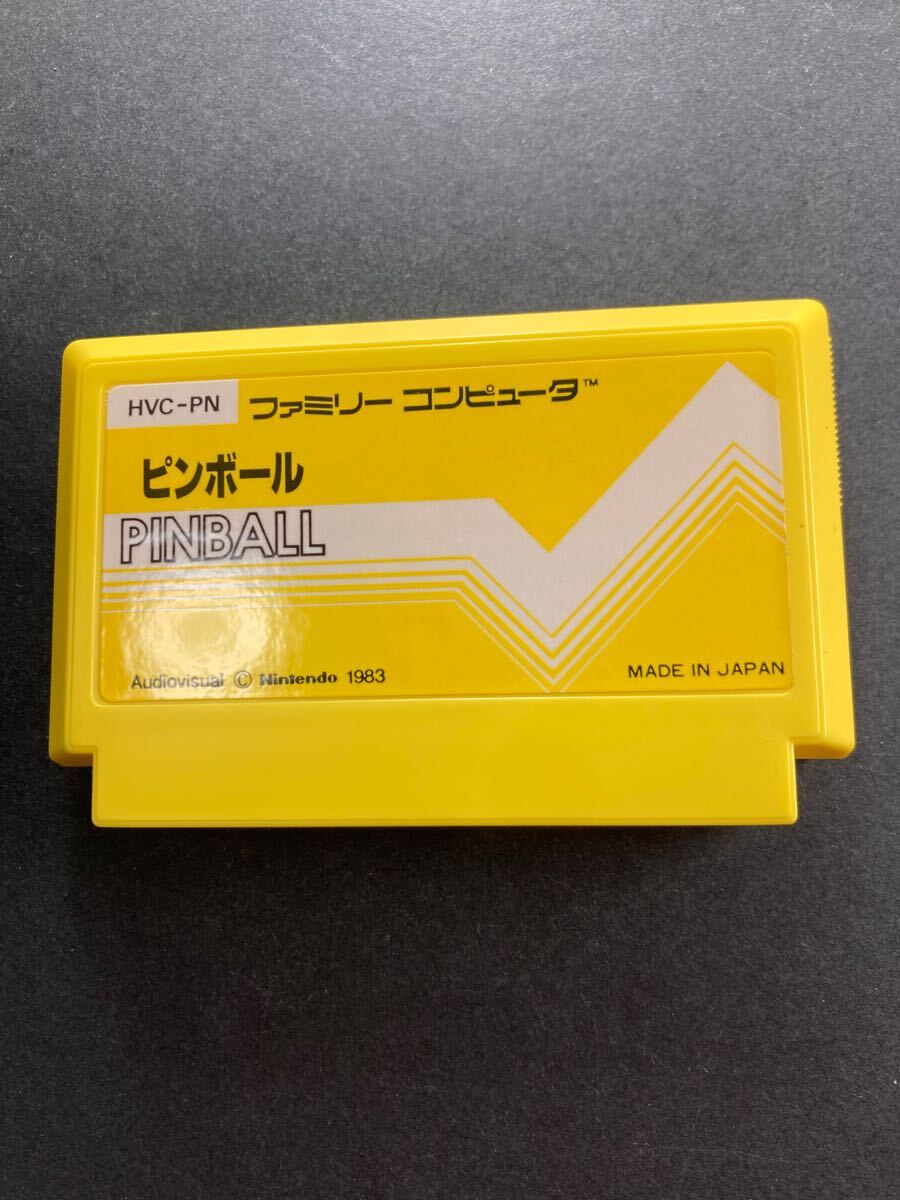 HVC-PN ファミリー コンピュータ™
ピンボール
PINBALL
Audiovisual © Nintendo 1983
MADE IN JAPAN